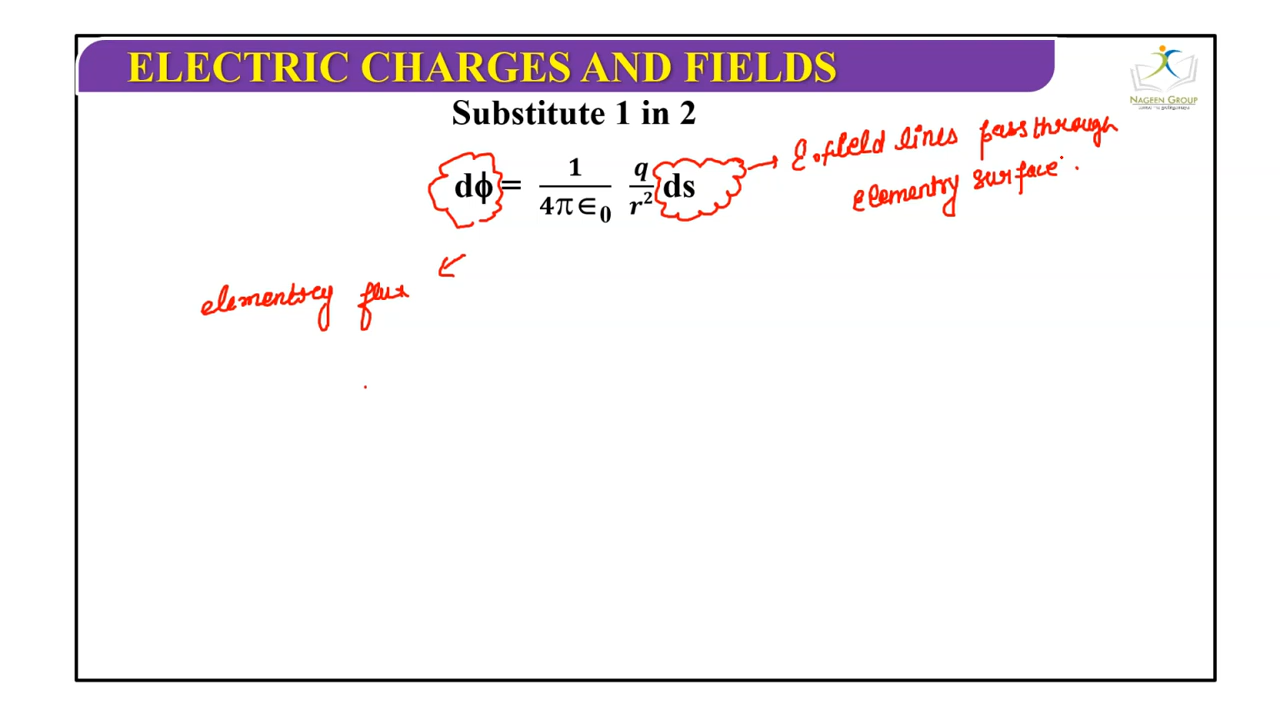 ELECTRIC CHARGES AND FIELDS
NAGEEN GROUP
Substitute 1 in 2
dϕ = 1/4π∈₀ q/r² ds
E.field lines pass through
elementry surface.
elementrey flux